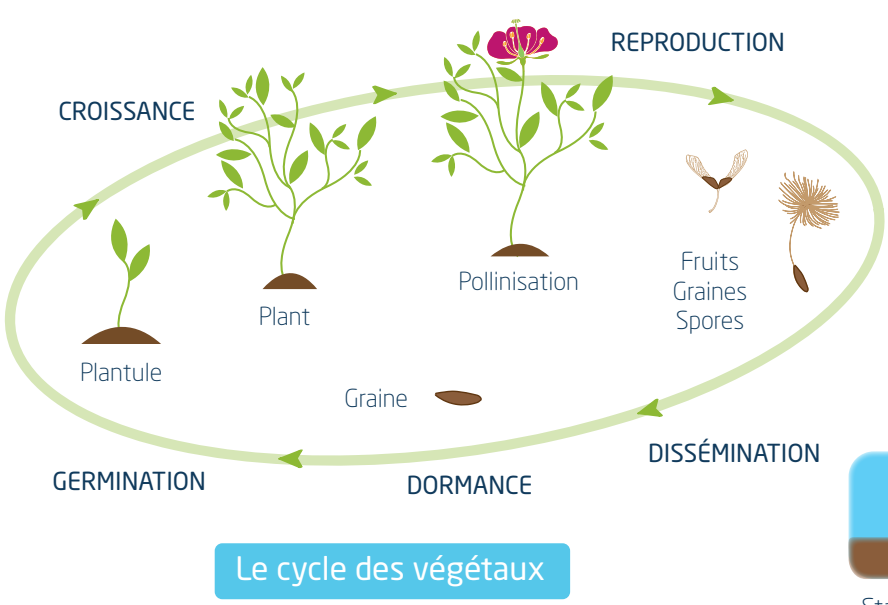 REPRODUCTION
CROISSANCE
Pollinisation
Fruits
Graines
Spores
Plant
Plantule
Graine
DISSÉMINATION
GERMINATION
DORMANCE
Le cycle des végétaux